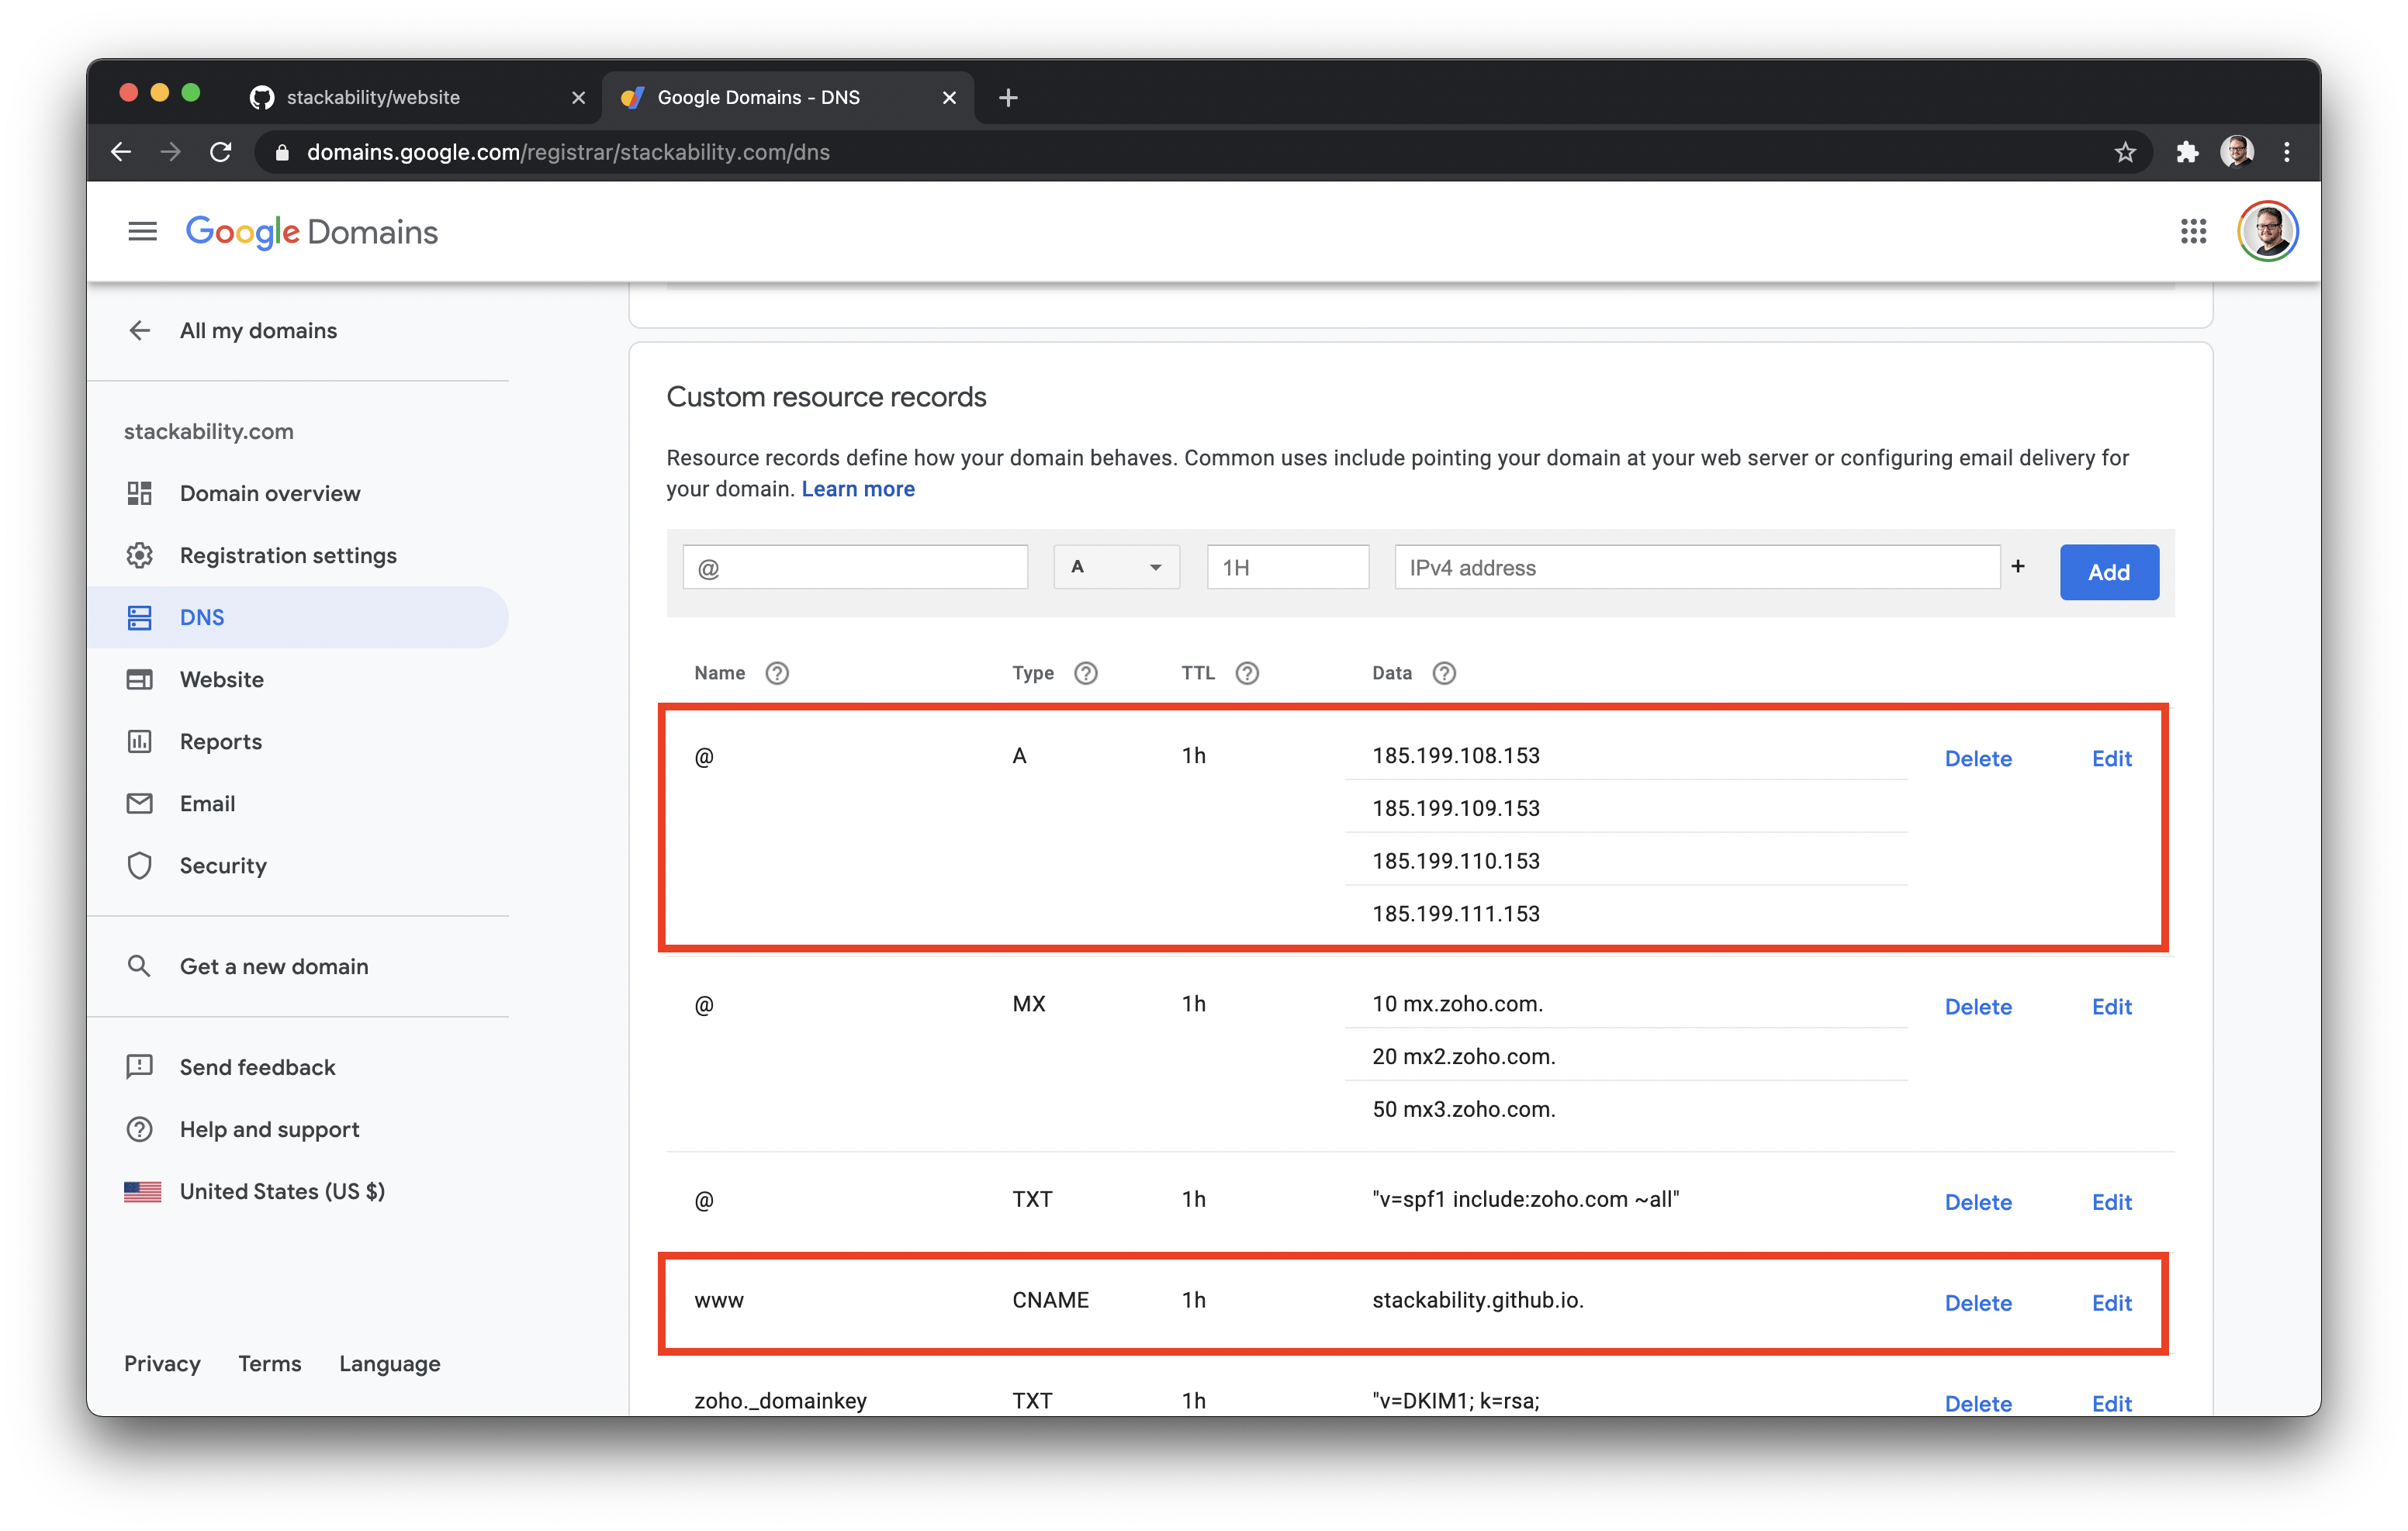 stackability/website
Google Domains - DNS
domains.google.com/registrar/stackability.com/dns
Google Domains
All my domains
stackability.com
Domain overview
Registration settings
DNS
Website
Reports
Email
Security
Get a new domain
Send feedback
Help and support
United States (US $)
Privacy Terms Language
Custom resource records
Resource records define how your domain behaves. Common uses include pointing your domain at your web server or configuring email delivery for
your domain. Learn more
@ A 1H IPv4 address + Add
Name ? Type ? TTL ? Data ?
@ A 1h 185.199.108.153 Delete Edit
185.199.109.153
185.199.110.153
185.199.111.153
@ MX 1h 10 mx.zoho.com. Delete Edit
20 mx2.zoho.com.
50 mx3.zoho.com.
@ TXT 1h "v=spf1 include:zoho.com ~all" Delete Edit
www CNAME 1h stackability.github.io. Delete Edit
zoho._domainkey TXT 1h "v=DKIM1; k=rsa; Delete Edit